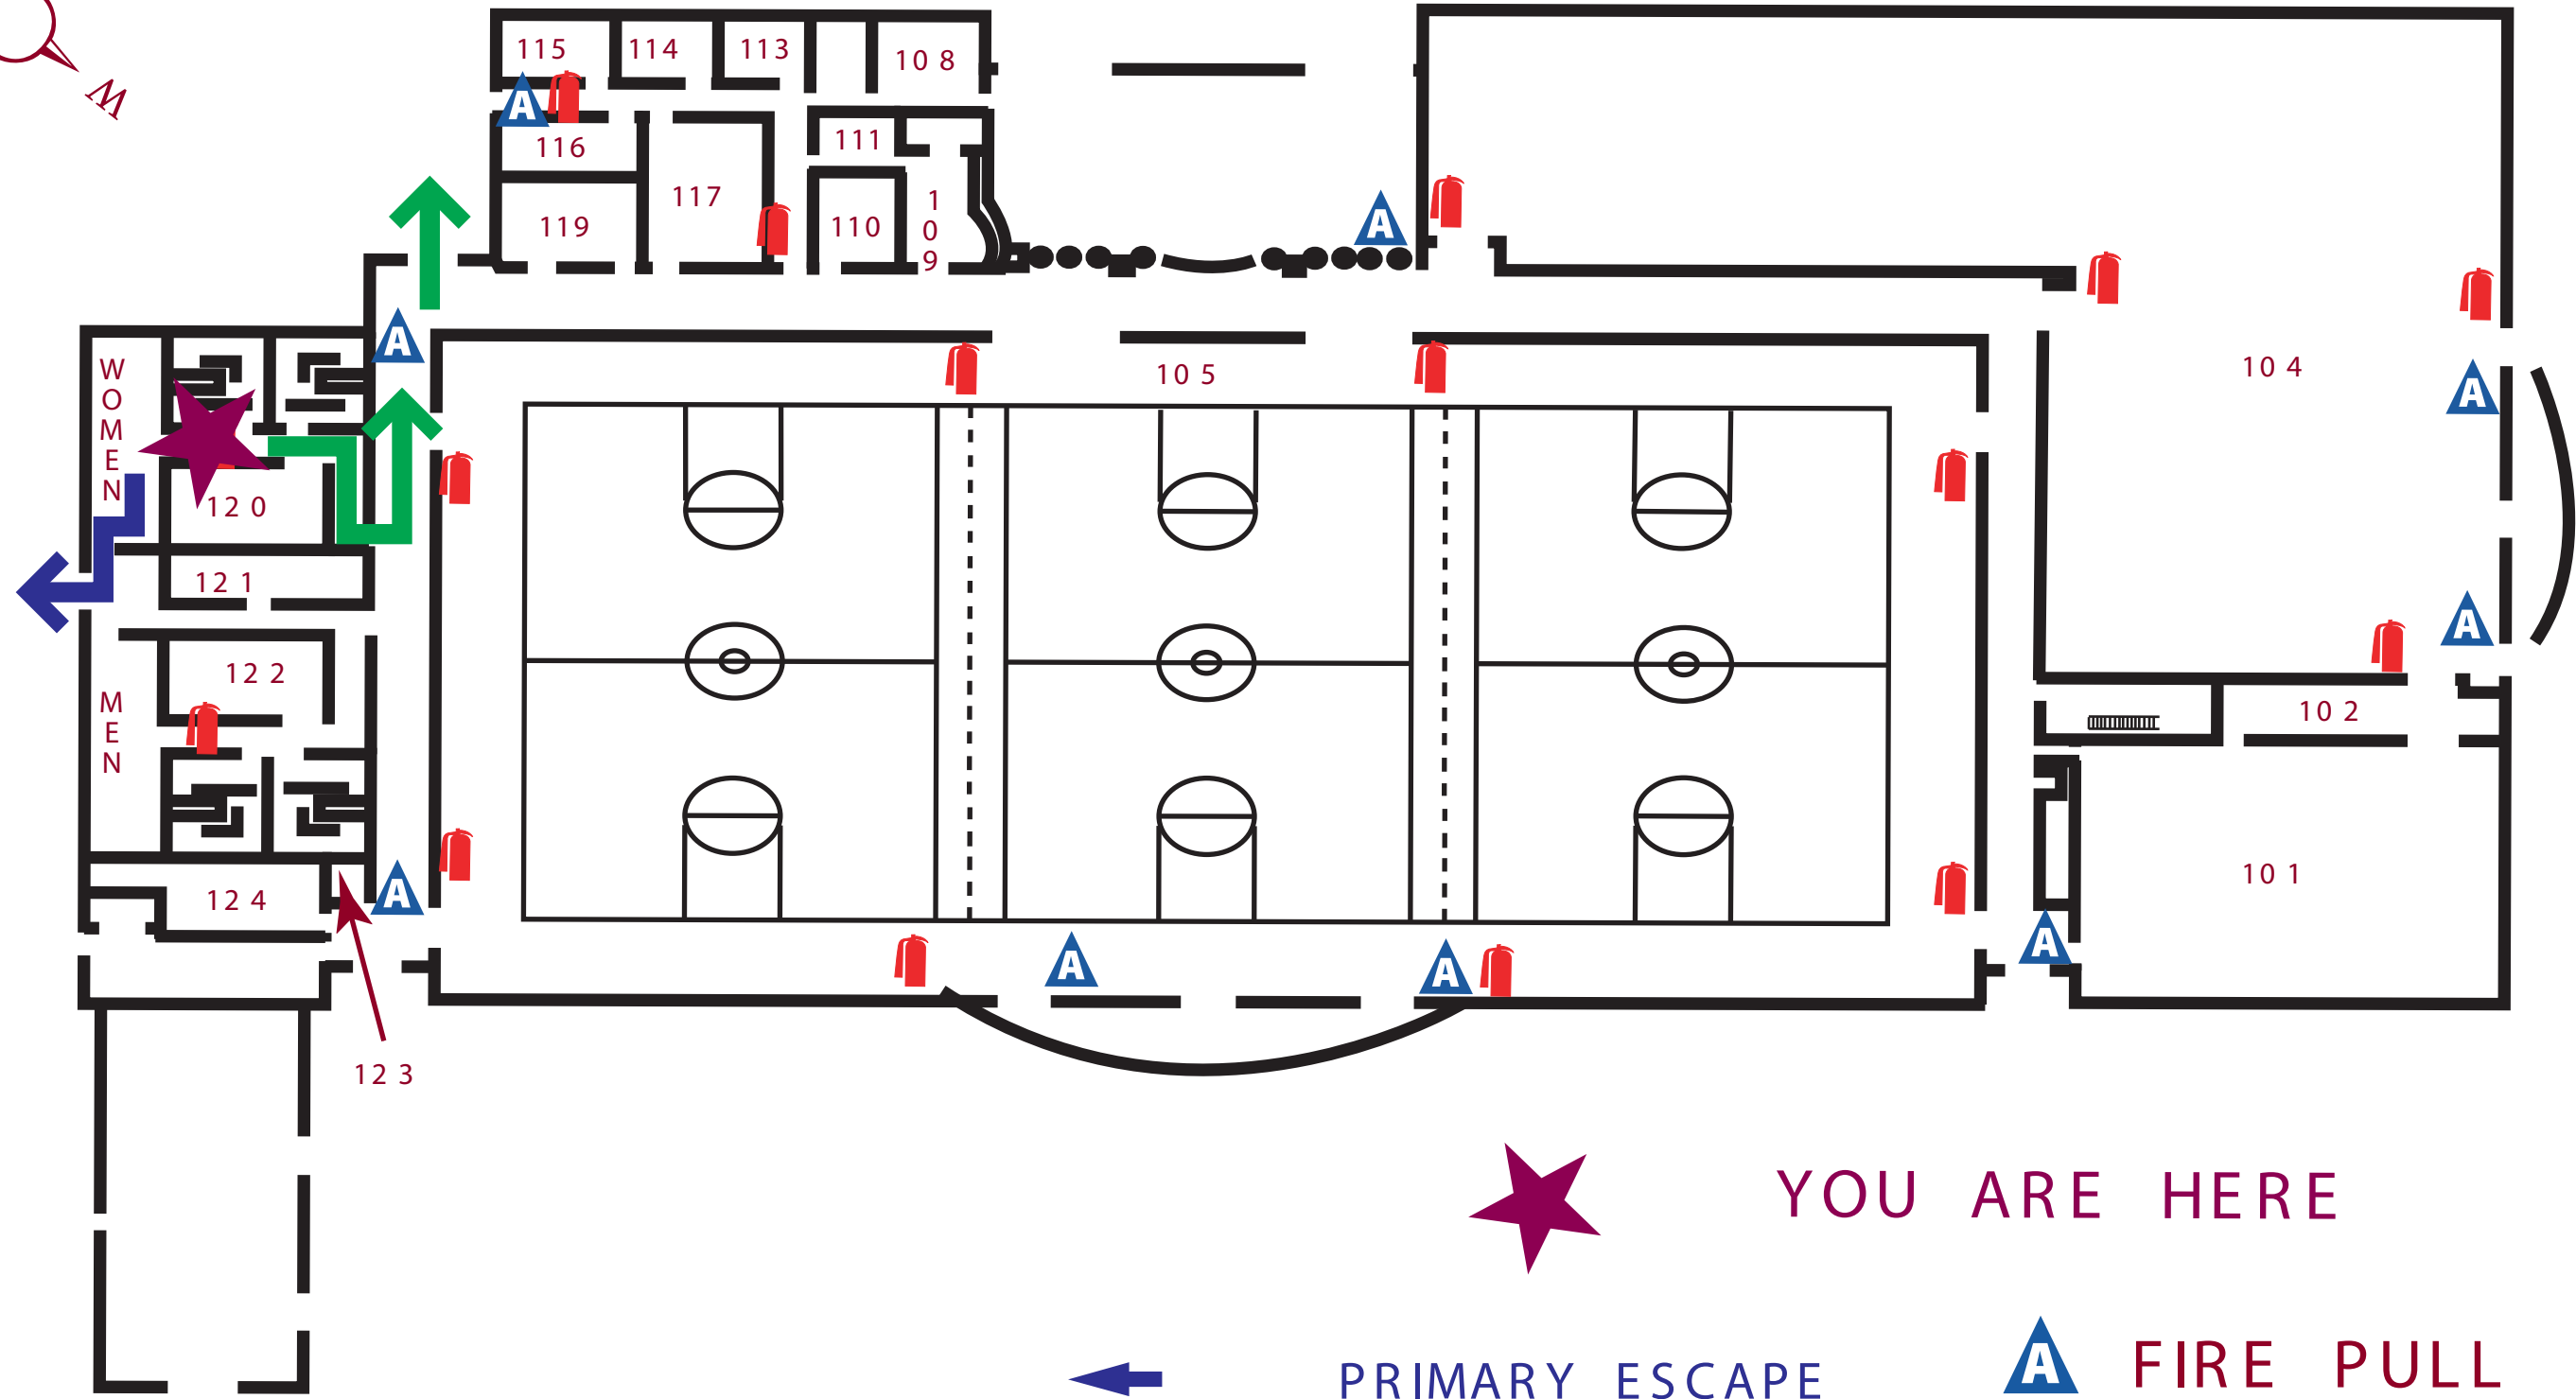 W
115
114
113
108
A
111
116
117
109
119
110
A
A
105
104
WOMEN
A
120
121
A
122
102
MEN
101
A
124
A
A
A
123
YOU ARE HERE
PRIMARY ESCAPE
A FIRE PULL